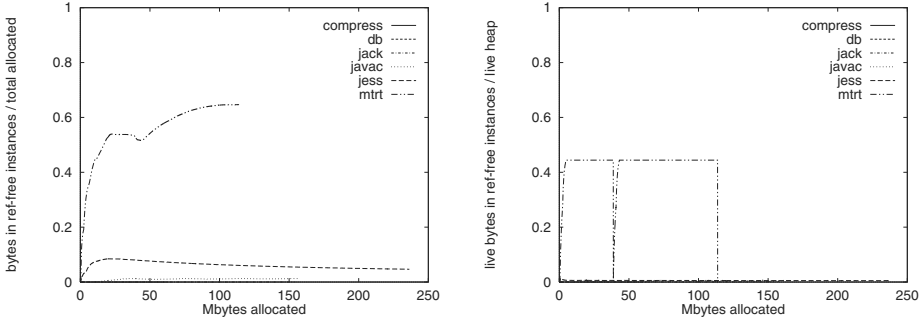 bytes in ref-free instances / total allocated
1
0.8
0.6
0.4
0.2
0
0 50 100 150 200 250
Mbytes allocated
compress
db
jack
javac
jess
mtrt
live bytes in ref-free instances / live heap
1
0.8
0.6
0.4
0.2
0
0 50 100 150 200 250
Mbytes allocated
compress
db
jack
javac
jess
mtrt